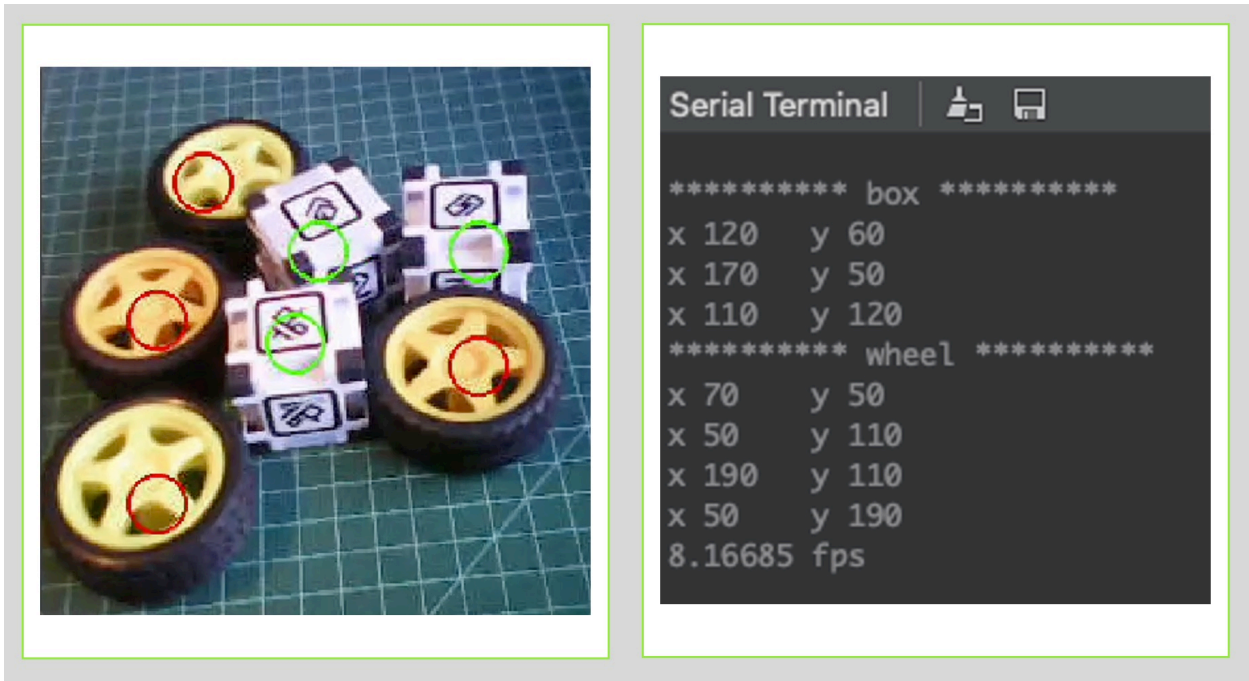 Serial Terminal
********** box **********
x 120 y 60
x 170 y 50
x 110 y 120
********** wheel **********
x 70 y 50
x 50 y 110
x 190 y 110
x 50 y 190
8.16685 fps